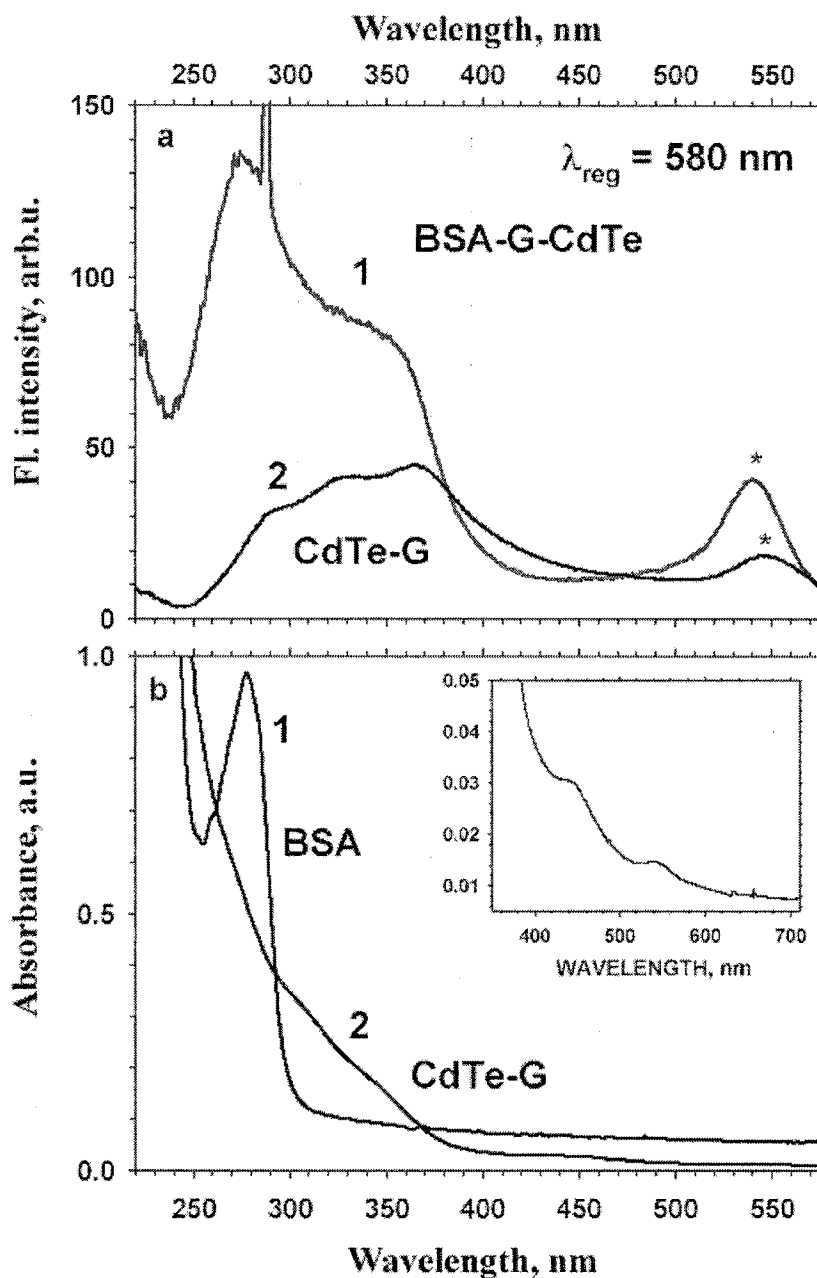 Wavelength, nm
250 300 350 400 450 500 550
150
a
λreg = 580 nm
BSA-G-CdTe
1
100
Fl. intensity, arb.u.
50
2
*
*
CdTe-G
0
1.0
b
1
BSA
0.5
Absorbance, a.u.
2
CdTe-G
0.0
0.05
0.04
0.03
0.02
0.01
400 500 600 700
WAVELENGTH, nm
250 300 350 400 450 500 550
Wavelength, nm